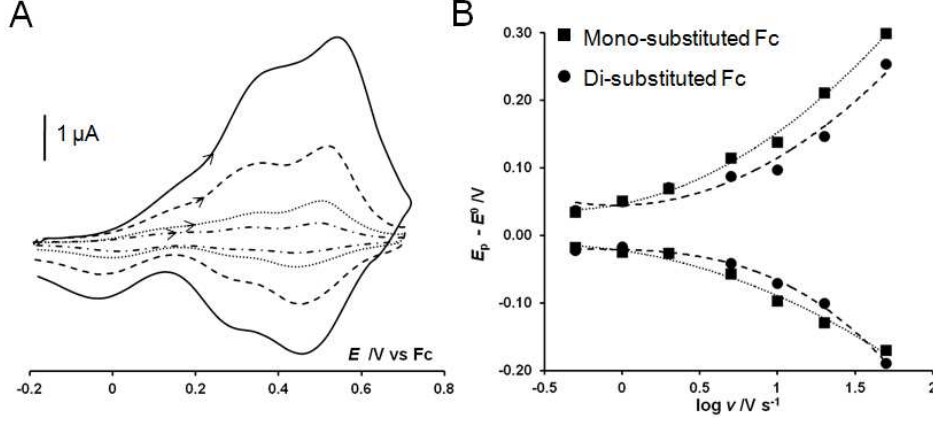 A
1 µA
E /V vs Fc
-0.2 0 0.2 0.4 0.6 0.8
B
Mono-substituted Fc
Di-substituted Fc
0.30
0.20
0.10
0.00
-0.10
-0.20
Eₚ - E⁰ /V
-0.5 0 0.5 1 1.5 2
log v /V s⁻¹